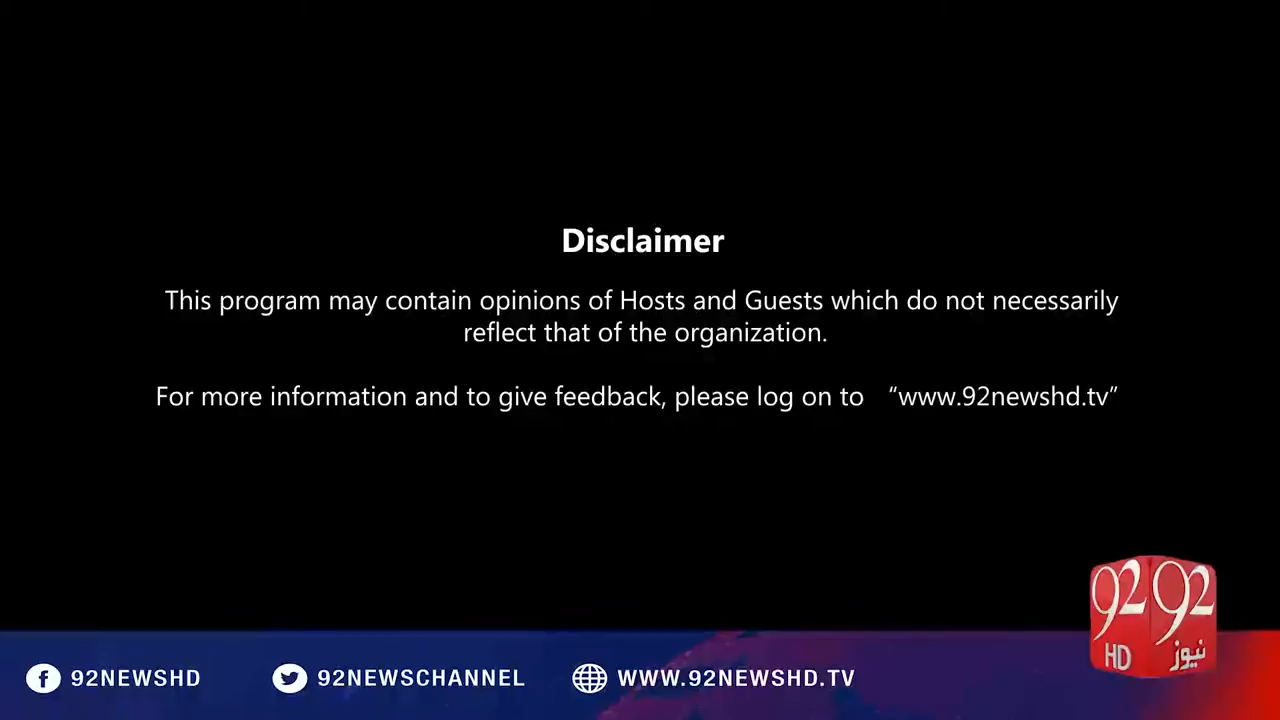 Disclaimer
This program may contain opinions of Hosts and Guests which do not necessarily
reflect that of the organization.
For more information and to give feedback, please log on to “www.92newshd.tv”
92 92
HD نیوز
92NEWSHD 92NEWSCHANNEL WWW.92NEWSHD.TV